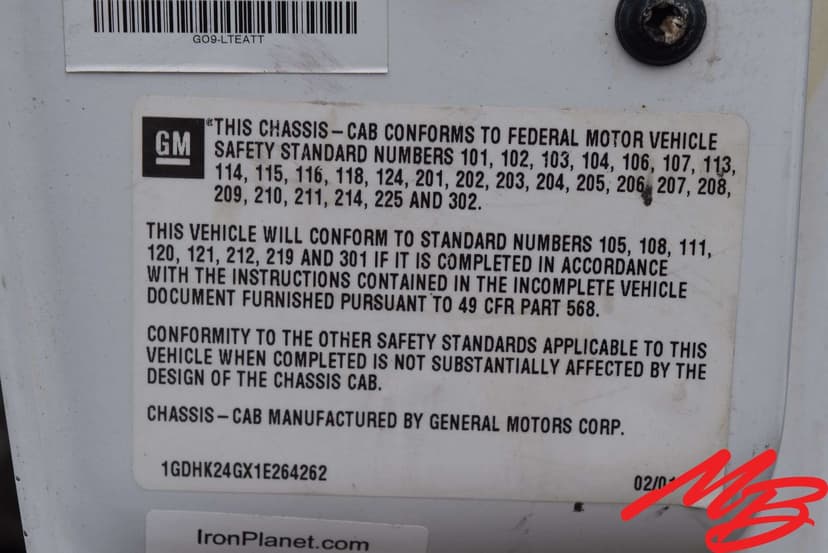 GO9-LTEATT
GM
*THIS CHASSIS-CAB CONFORMS TO FEDERAL MOTOR VEHICLE
SAFETY STANDARD NUMBERS 101, 102, 103, 104, 106, 107, 113,
114, 115, 116, 118, 124, 201, 202, 203, 204, 205, 206, 207, 208,
209, 210, 211, 214, 225 AND 302.
THIS VEHICLE WILL CONFORM TO STANDARD NUMBERS 105, 108, 111,
120, 121, 212, 219 AND 301 IF IT IS COMPLETED IN ACCORDANCE
WITH THE INSTRUCTIONS CONTAINED IN THE INCOMPLETE VEHICLE
DOCUMENT FURNISHED PURSUANT TO 49 CFR PART 568.
CONFORMITY TO THE OTHER SAFETY STANDARDS APPLICABLE TO THIS
VEHICLE WHEN COMPLETED IS NOT SUBSTANTIALLY AFFECTED BY THE
DESIGN OF THE CHASSIS CAB.
CHASSIS-CAB MANUFACTURED BY GENERAL MOTORS CORP.
1GDHK24GX1E264262
02/01
MB
IronPlanet.com